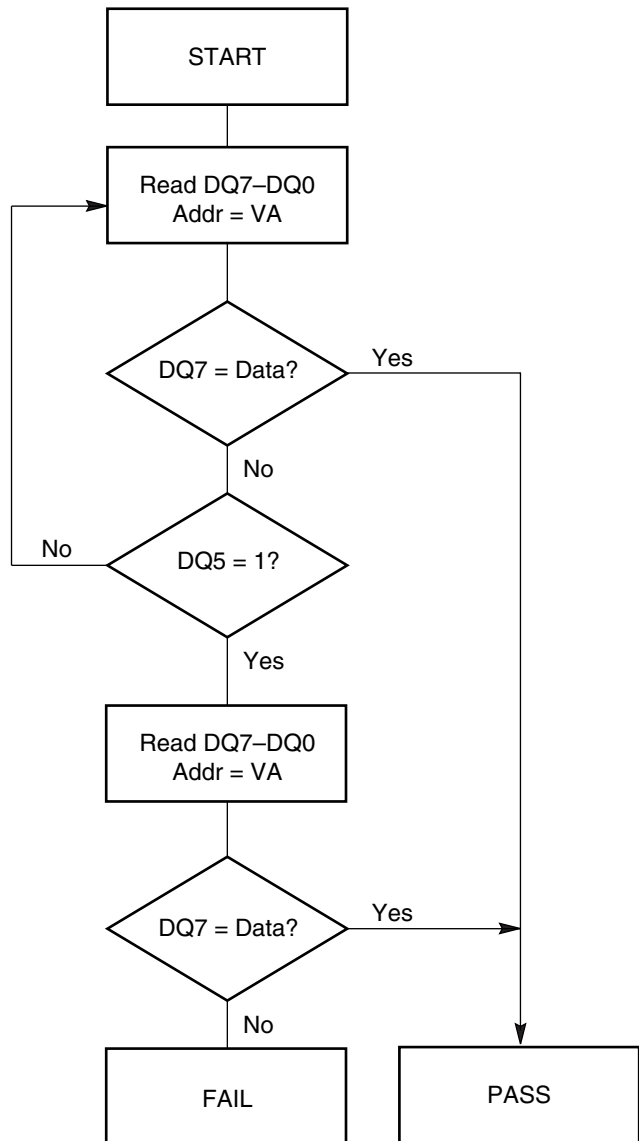 START
Read DQ7–DQ0
Addr = VA
DQ7 = Data?
Yes
No
No
DQ5 = 1?
Yes
Read DQ7–DQ0
Addr = VA
DQ7 = Data?
Yes
No
FAIL
PASS